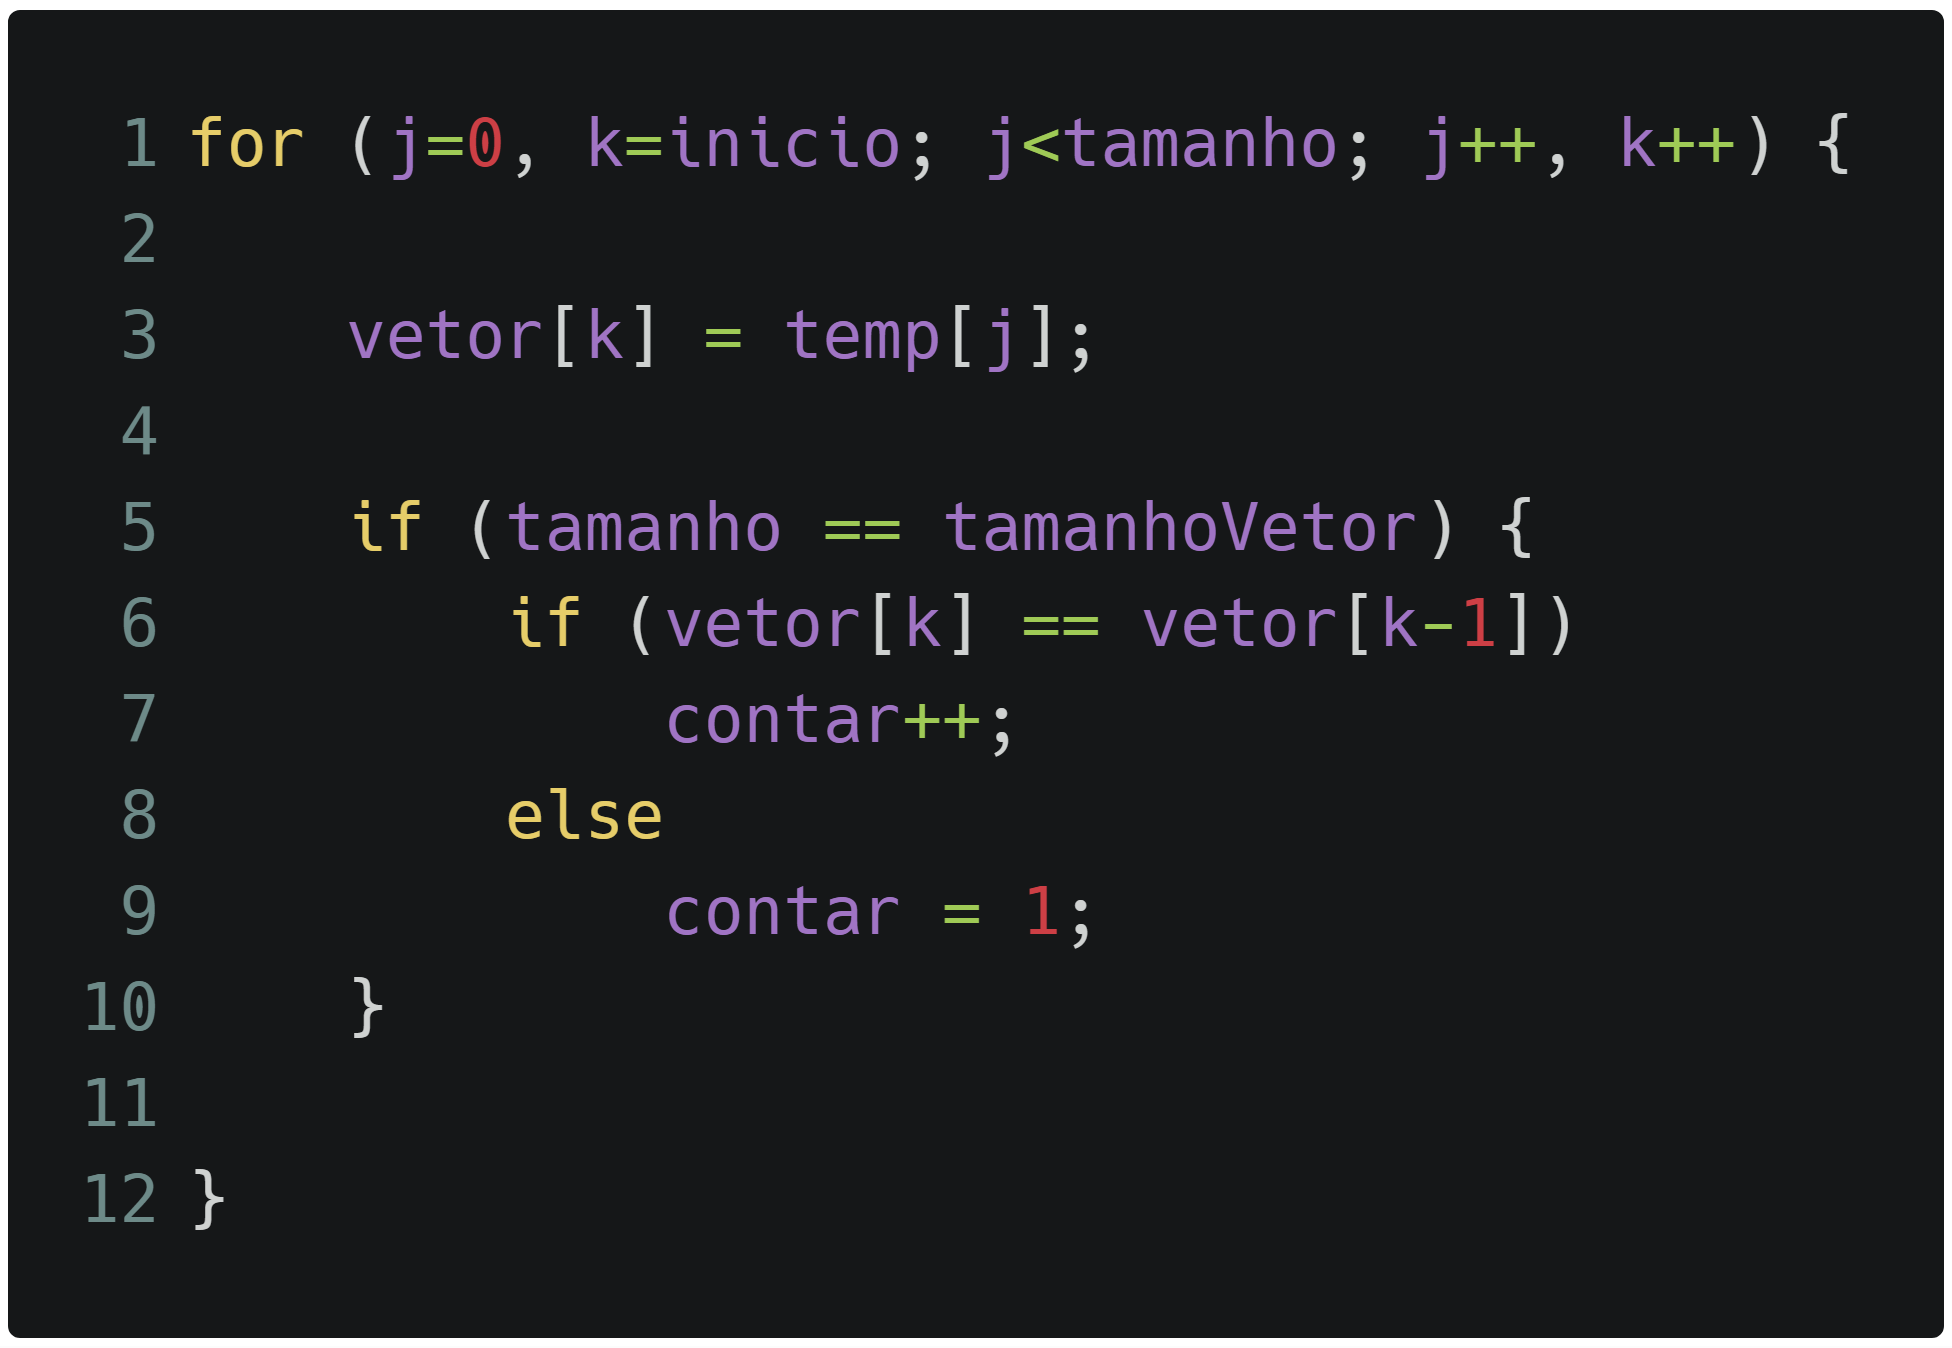 1 for (j=0, k=inicio; j<tamanho; j++, k++) {
2
3     vetor[k] = temp[j];
4
5     if (tamanho == tamanhoVetor) {
6         if (vetor[k] == vetor[k-1])
7             contar++;
8         else
9             contar = 1;
10     }
11
12 }